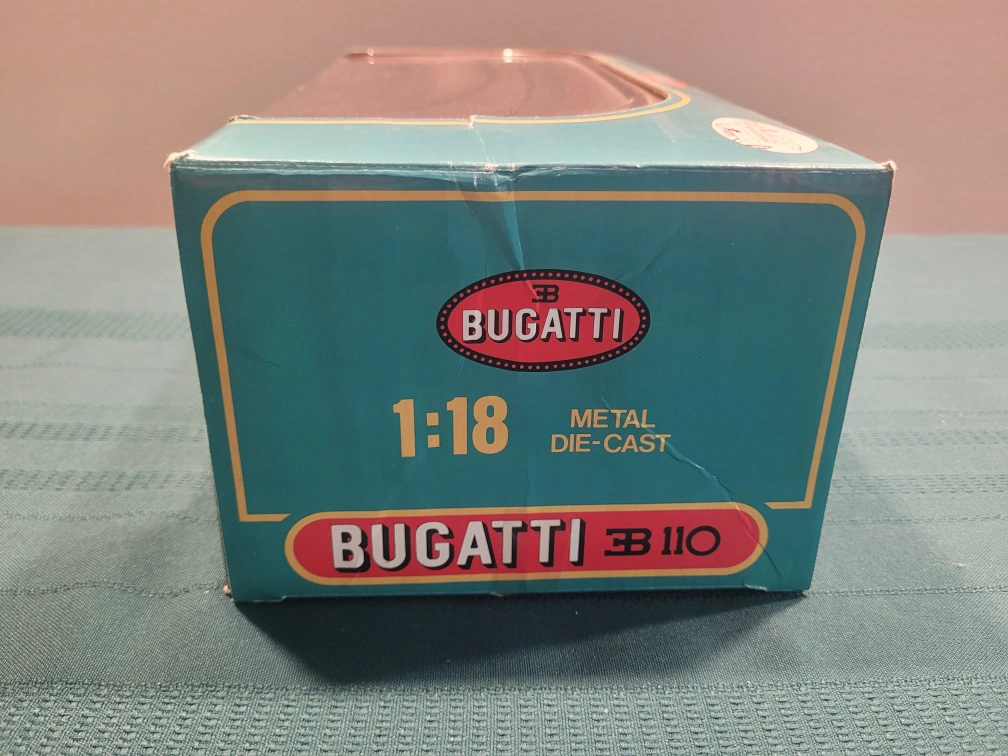 EB
BUGATTI
1:18
METAL
DIE-CAST
BUGATTI EB 110